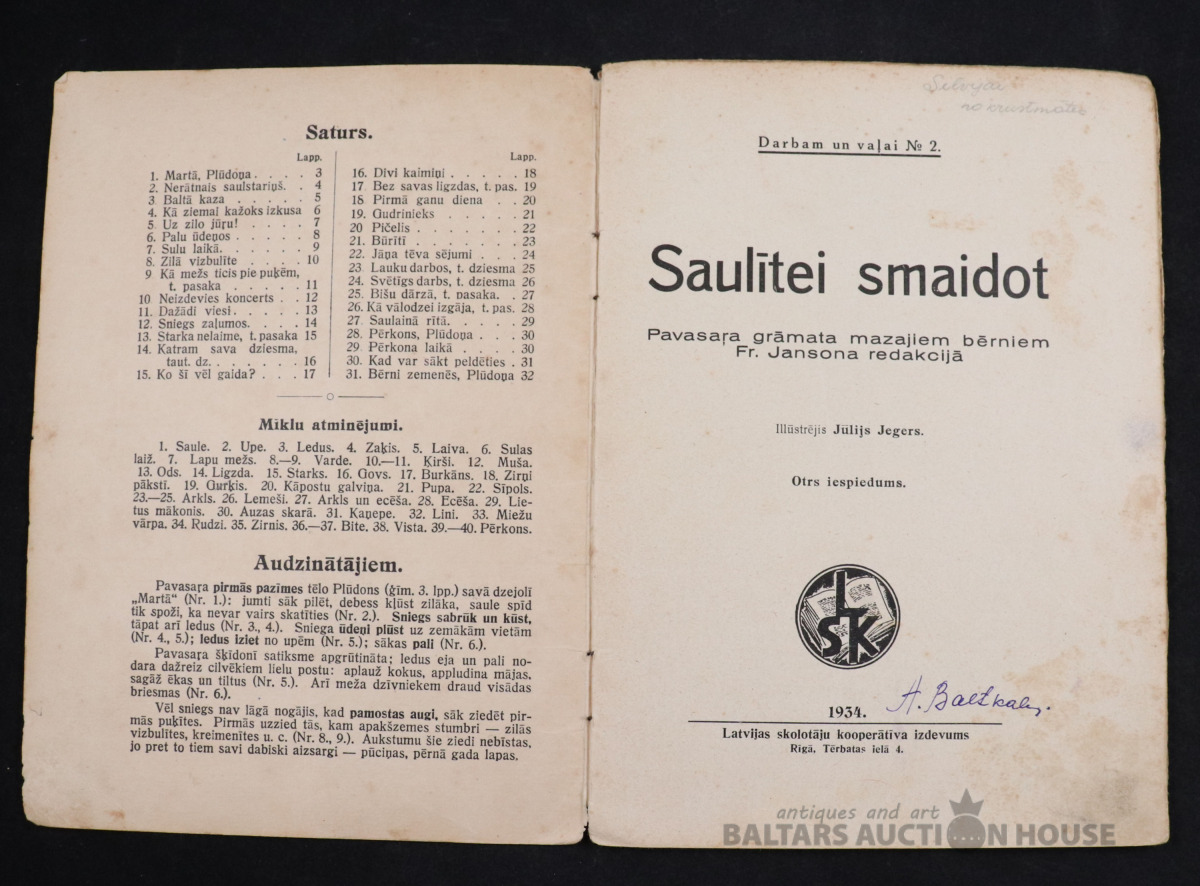 Saturs.
Lapp.
1. Martā, Plūdoņa . . . . 3
2. Nerātnais saulstariņš. . 4
3 Baltā kaza . . . . . 5
4. Kā ziemai kažoks izkusa 6
5. Uz zilo jūru! . . . . 7
6. Palu ūdeņos . . . . . 8
7. Sulu laikā. . . . . . 9
8. Zilā vizbulīte . . . . 10
9 Kā mežs ticis pie puķēm,
t. pasaka . . . . . 11
10 Neizdevies koncerts . . 12
11. Dažādi viesi . . . . . 13
12. Sniegs zaļumos. . . . 14
13. Starka nelaime, t. pasaka 15
14. Katram sava dziesma,
taut. dz. . . . . . . 16
15. Ko šī vēl gaida? . . . 17
Lapp.
16. Divi kaimiņi . . . . . 18
17. Bez savas ligzdas, t. pas. 19
18 Pirmā ganu diena . . 20
19. Gudrinieks . . . . . 21
20 Pičelis . . . . . . . 22
21. Būrītī . . . . . . . 23
22. Jāņa tēva sējumi . . . 24
23. Lauku darbos, t. dziesma 25
24. Svētīgs darbs, t. dziesma 26
25. Bišu dārzā, t. pasaka. . 27
26. Kā vālodzei izgāja, t. pas. 28
27. Saulainā rītā. . . . . 29
28. Pērkons, Plūdoņa . . . 30
29. Pērkona laikā . . . . 30
30. Kad var sākt peldēties . 31
31. Bērni zemenēs, Plūdoņa 32
Mīklu atminējumi.
1. Saule. 2. Upe. 3. Ledus. 4. Zaķis. 5. Laiva. 6. Sulas
laiž. 7. Lapu mežs. 8.—9. Varde. 10.—11. Ķirši. 12. Muša.
13. Ods. 14. Ligzda. 15. Starks. 16. Govs. 17. Burkāns. 18. Zirņi
pāksti. 19. Gurķis. 20. Kāpostu galviņa. 21. Pupa. 22. Sīpols.
23.—25. Arkls. 26. Lemeši. 27. Arkls un ecēša. 28. Ecēša. 29. Lie-
tus mākonis. 30. Auzas skarā. 31. Kaņepe. 32. Lini. 33. Miežu
vārpa. 34. Rudzi. 35. Zirnis. 36.—37. Bite. 38. Vista. 39.—40. Pērkons.
Audzinātājiem.
Pavasaŗa pirmās pazīmes tēlo Plūdons (ģīm. 3. lpp.) savā dzejolī
„Martā" (Nr. 1.): jumti sāk pilēt, debess kļūst zilāka, saule spīd
tik spoži, ka nevar vairs skatīties (Nr. 2.). Sniegs sabrūk un kūst,
tāpat arī ledus (Nr. 3., 4.). Sniega ūdeņi plūst uz zemākām vietām
(Nr. 4., 5.); ledus iziet no upēm (Nr. 5.); sākas pali (Nr. 6.).
Pavasaŗa šķīdonī satiksme apgrūtināta; ledus eja un pali no-
dara dažreiz cilvēkiem lielu postu: aplauž kokus, appludina mājas,
sagāž ēkas un tiltus (Nr. 5.). Arī meža dzīvniekiem draud visādas
briesmas (Nr. 6.).
Vēl sniegs nav lāgā nogājis, kad pamostas augi, sāk ziedēt pir-
mās puķītes. Pirmās uzzied tās, kam apakšzemes stumbri — zilās
vizbulītes, kreimenītes u. c. (Nr. 8., 9.). Aukstumu šie ziedi nebīstas,
jo pret to tiem savi dabiski aizsargi — pūciņas, pērnā gada lapas.
Silvijai
no krustmātes
Darbam un vaļai № 2.
Saulītei smaidot
Pavasaŗa grāmata mazajiem bērniem
Fr. Jansona redakcijā
Illūstrējis Jūlijs Jegers.
Otrs iespiedums.
LSK
1934.
Latvijas skolotāju kooperātīva izdevums
Rīgā, Tērbatas ielā 4.
antiques and art
BALTARS AUCTION HOUSE